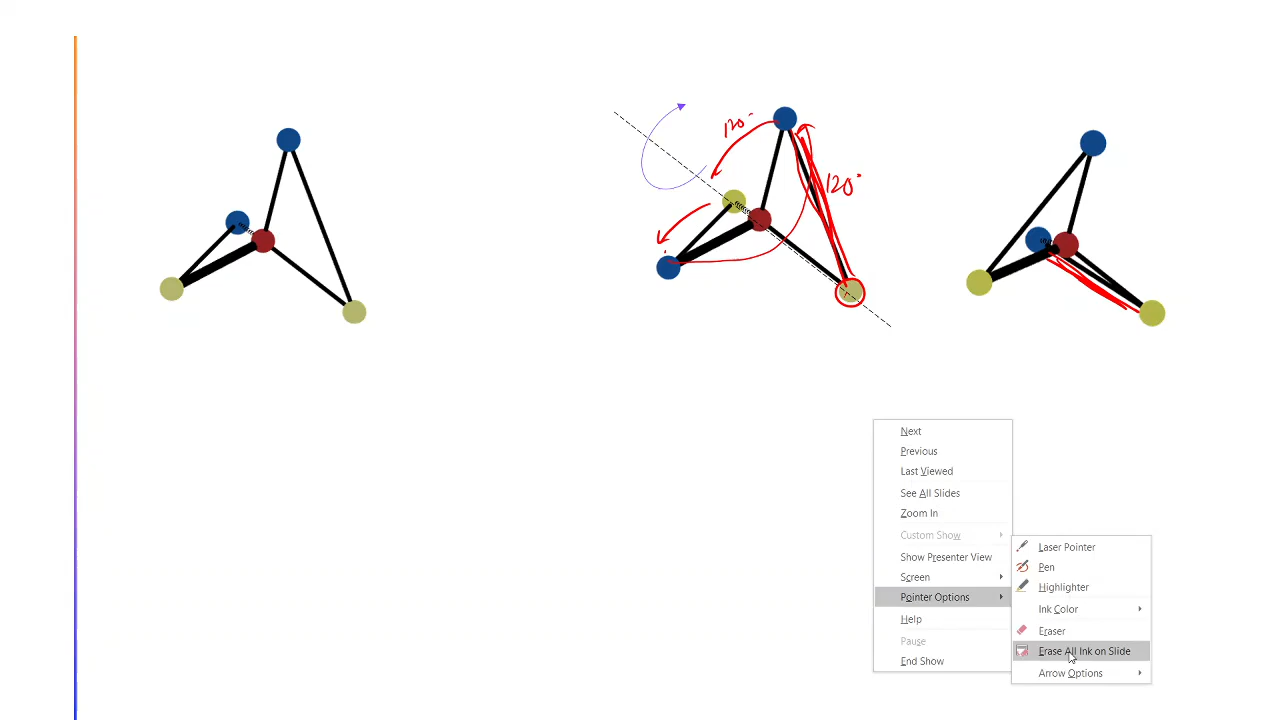 120°
120°
Next
Previous
Last Viewed
See All Slides
Zoom In
Custom Show
Show Presenter View
Screen
Pointer Options
Help
Pause
End Show
Laser Pointer
Pen
Highlighter
Ink Color
Eraser
Erase All Ink on Slide
Arrow Options